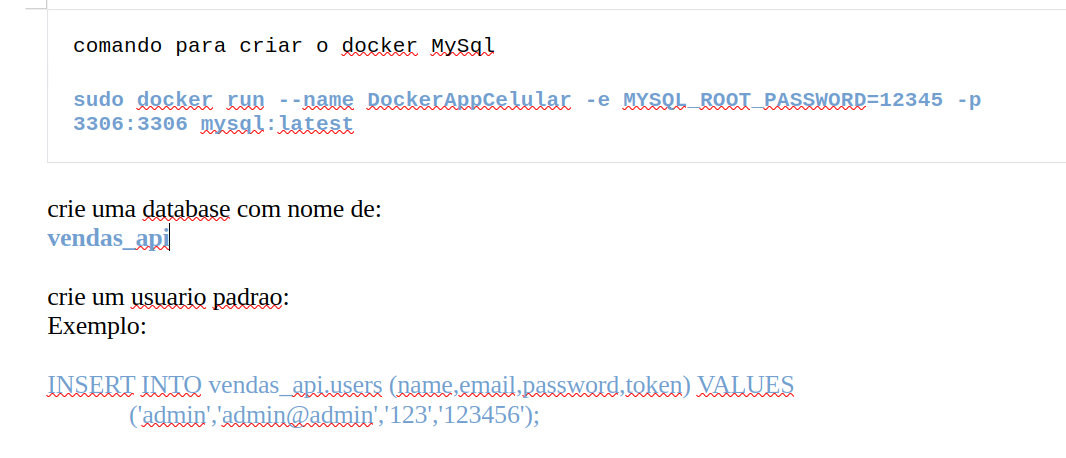 comando para criar o docker MySql
sudo docker run --name DockerAppCelular -e MYSQL_ROOT_PASSWORD=12345 -p
3306:3306 mysql:latest
crie uma database com nome de:
vendas_api
crie um usuario padrao:
Exemplo:
INSERT INTO vendas_api.users (name,email,password,token) VALUES
('admin','admin@admin','123','123456');